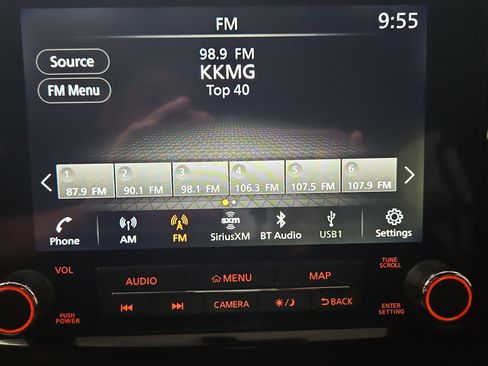 FM
9:55
Source
98.9 FM
KKMG
FM Menu
Top 40
1 2 3 4 5 6
87.9 FM 90.1 FM 98.1 FM 106.3 FM 107.5 FM 107.9 FM
sxm
Phone AM FM SiriusXM BT Audio USB1 Settings
VOL
AUDIO MENU MAP
TUNE
SCROLL
PUSH
POWER
CAMERA BACK
ENTER
SETTING